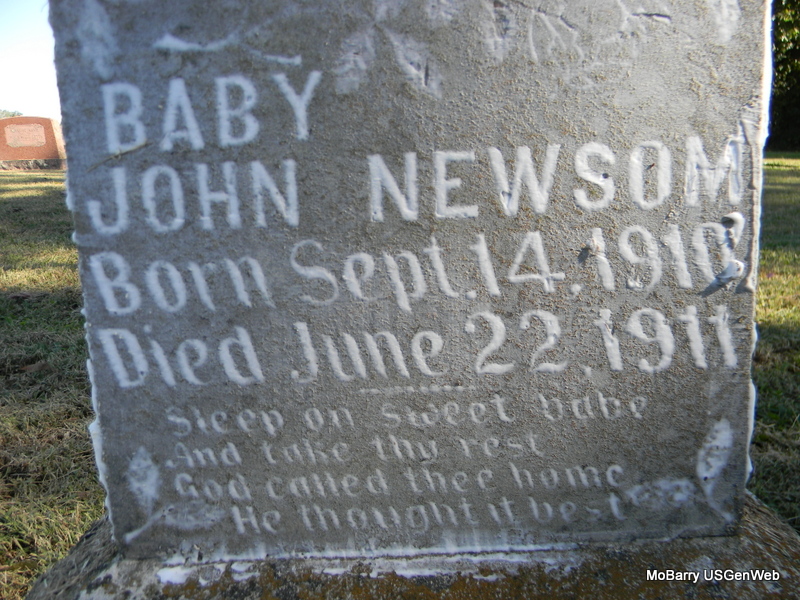 BABY
JOHN NEWSOM
Born Sept. 14, 1910
Died June 22, 1911
Sleep on sweet babe
And take thy rest
God called thee home
He thought it best
MoBarry USGenWeb